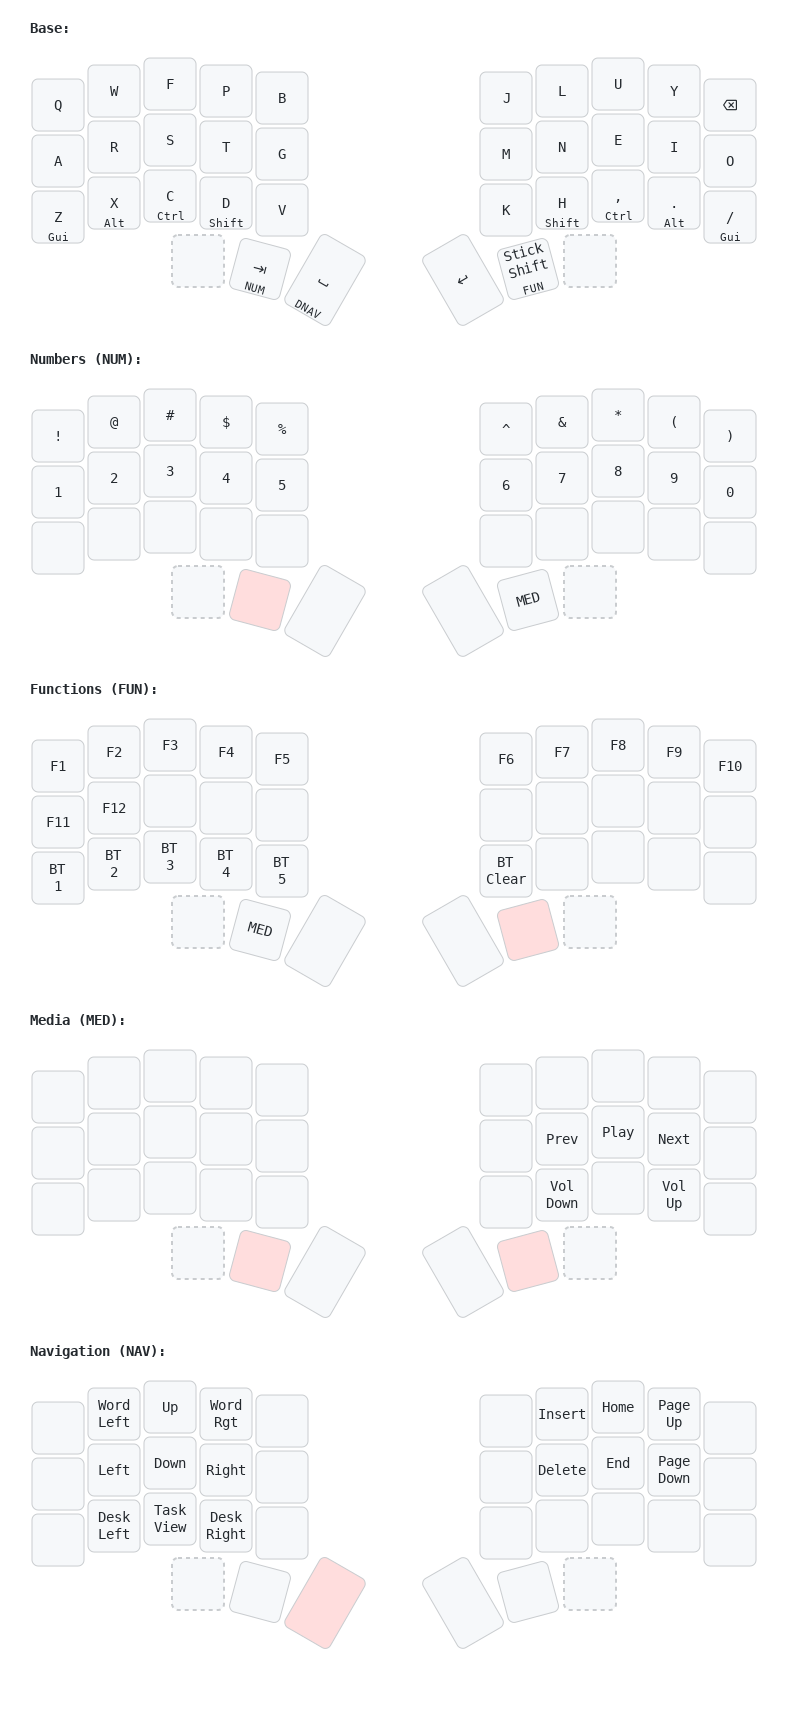 Base:
Q W F P B J L U Y ⌫
A R S T G M N E I O
Z X C D V K H , . /
Gui Alt Ctrl Shift Shift Ctrl Alt Gui
⇥ ␣ ↵ Stick
Shift
NUM DNAV FUN
Numbers (NUM):
! @ # $ % ^ & * ( )
1 2 3 4 5 6 7 8 9 0
MED
Functions (FUN):
F1 F2 F3 F4 F5 F6 F7 F8 F9 F10
F11 F12
BT BT BT BT BT BT
1 2 3 4 5 Clear
MED
Media (MED):
Prev Play Next
Vol Vol
Down Up
Navigation (NAV):
Word Up Word Insert Home Page
Left Rgt Up
Left Down Right Delete End Page
Down
Desk Task Desk
Left View Right